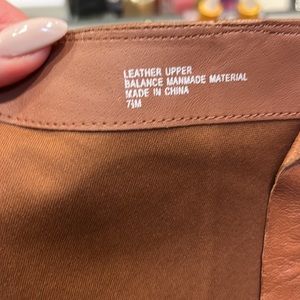 LEATHER UPPER
BALANCE MANMADE MATERIAL
MADE IN CHINA
7½M